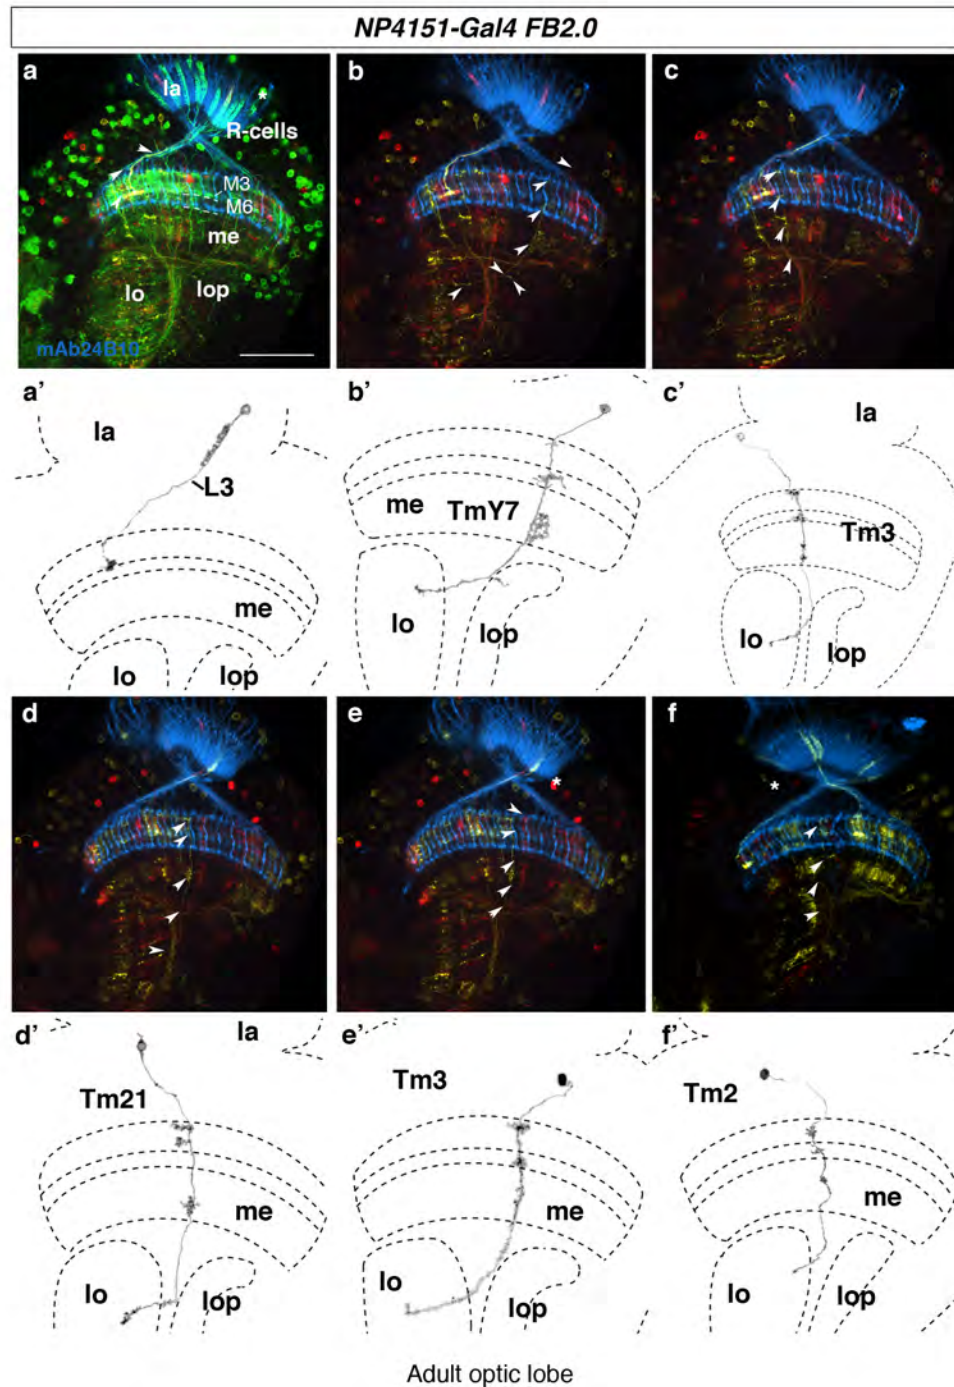 NP4151-Gal4 FB2.0
a
la
*
R-cells
M3
M6
me
lo
lop
mAb24B10
b
c
a’
la
L3
me
lo
lop
b’
me
TmY7
lo
lop
c’
la
Tm3
lo
lop
d
e
*
f
*
d’
la
Tm21
me
lo
lop
e’
Tm3
me
lo
lop
f’
Tm2
me
lo
lop
Adult optic lobe